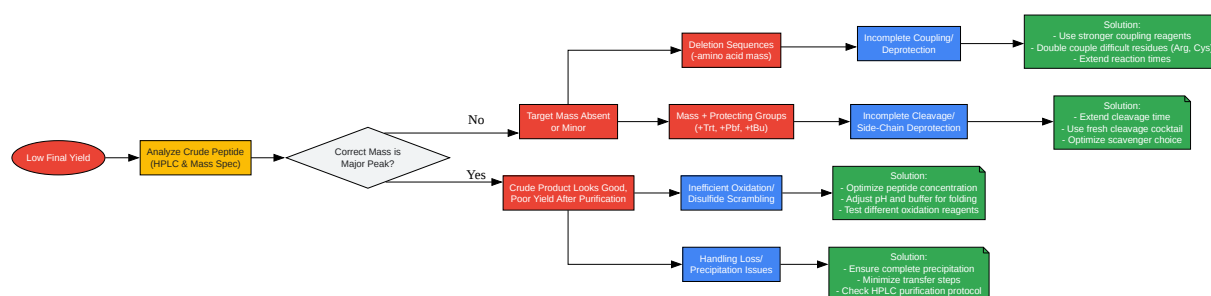 Low Final Yield
Analyze Crude Peptide
(HPLC & Mass Spec)
Correct Mass is
Major Peak?
No
Target Mass Absent
or Minor
Deletion Sequences
(-amino acid mass)
Incomplete Coupling/
Deprotection
Solution:
- Use stronger coupling reagents
- Double couple difficult residues (Arg, Cys)
- Extend reaction times
Mass + Protecting Groups
(+Trt, +Pbf, +tBu)
Incomplete Cleavage/
Side-Chain Deprotection
Solution:
- Extend cleavage time
- Use fresh cleavage cocktail
- Optimize scavenger choice
Yes
Crude Product Looks Good,
Poor Yield After Purification
Inefficient Oxidation/
Disulfide Scrambling
Solution:
- Optimize peptide concentration
- Adjust pH and buffer for folding
- Test different oxidation reagents
Handling Loss/
Precipitation Issues
Solution:
- Ensure complete precipitation
- Minimize transfer steps
- Check HPLC purification protocol